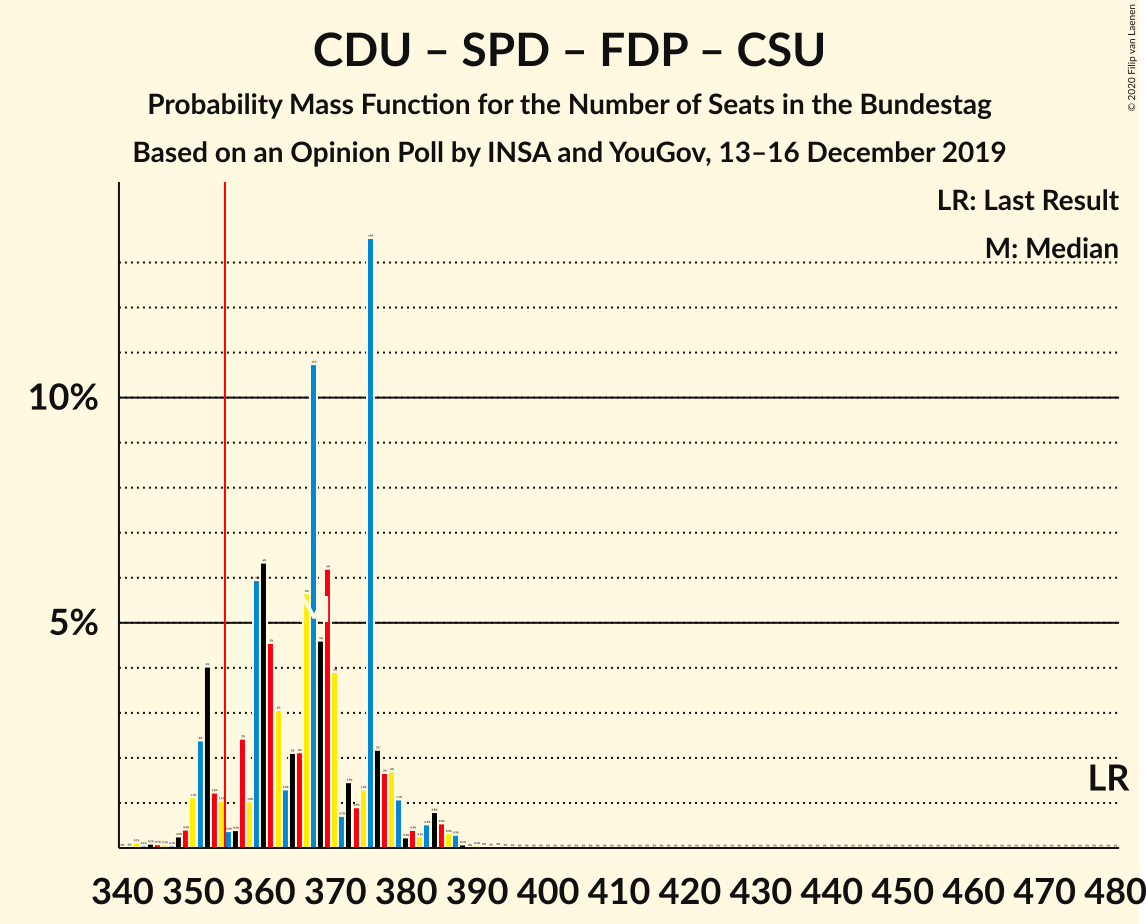 CDU – SPD – FDP – CSU
Probability Mass Function for the Number of Seats in the Bundestag
Based on an Opinion Poll by INSA and YouGov, 13–16 December 2019
© 2020 Filip van Laenen
LR: Last Result
M: Median
10%
5%
M
LR
340 350 360 370 380 390 400 410 420 430 440 450 460 470 480